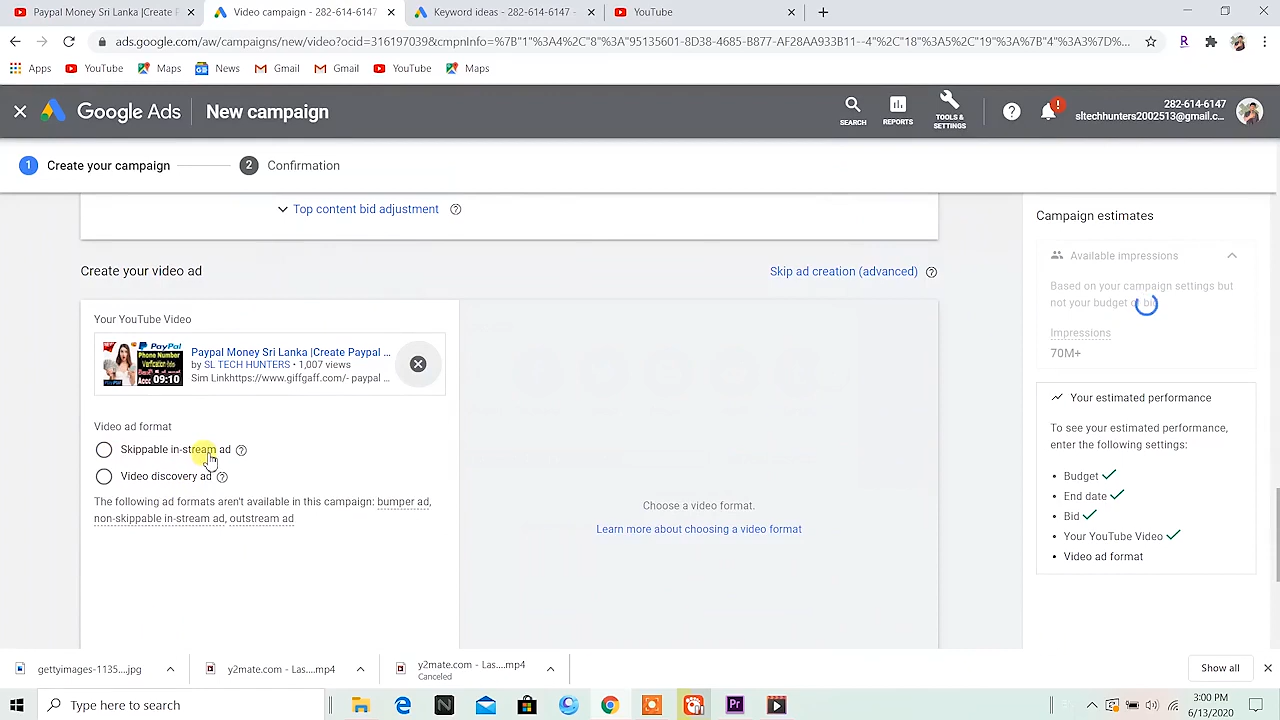 Paypal Money Sri Lanka |Create P
Video campaign - 282-614-6147
Keyword ideas - 282-614-6147 -
YouTube
ads.google.com/aw/campaigns/new/video?ocid=316197039&cmpnInfo=%7B"1"%3A4%2C"8"%3A"95135601-8D38-4685-B877-AF28AA933B11--4"%2C"18"%3A5%2C"19"%3A%7B"4"%3A3%7D%...
Apps
YouTube
Maps
News
Gmail
Gmail
YouTube
Maps
Google Ads
New campaign
SEARCH
REPORTS
TOOLS & SETTINGS
282-614-6147
sltechhunters2002513@gmail.c...
1 Create your campaign
2 Confirmation
Top content bid adjustment
Campaign estimates
Available impressions
Based on your campaign settings but
not your budget or bid
Impressions
70M+
Create your video ad
Skip ad creation (advanced)
Your YouTube Video
PayPal
Phone Number
Accc 09:10
Paypal Money Sri Lanka |Create Paypal ...
by SL TECH HUNTERS • 1,007 views
Sim Linkhttps://www.giffgaff.com/- paypal ...
Video ad format
Skippable in-stream ad
Video discovery ad
The following ad formats aren't available in this campaign: bumper ad,
non-skippable in-stream ad, outstream ad
Choose a video format.
Learn more about choosing a video format
Your estimated performance
To see your estimated performance,
enter the following settings:
Budget
End date
Bid
Your YouTube Video
Video ad format
gettyimages-1135....jpg
y2mate.com - Las....mp4
y2mate.com - Las....mp4
Canceled
Show all
Type here to search
3:00 PM
6/13/2020